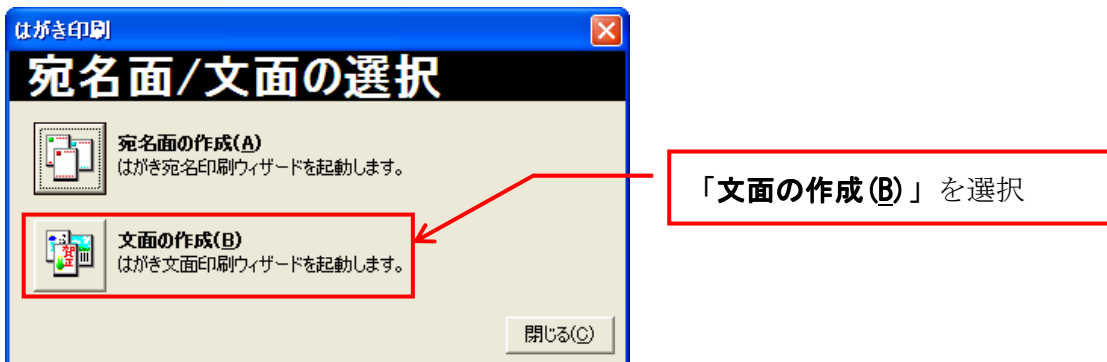 はがき印刷
宛名面/文面の選択
宛名面の作成(A)
はがき宛名印刷ウィザードを起動します。
文面の作成(B)
はがき文面印刷ウィザードを起動します。
閉じる(C)
「文面の作成(B)」を選択